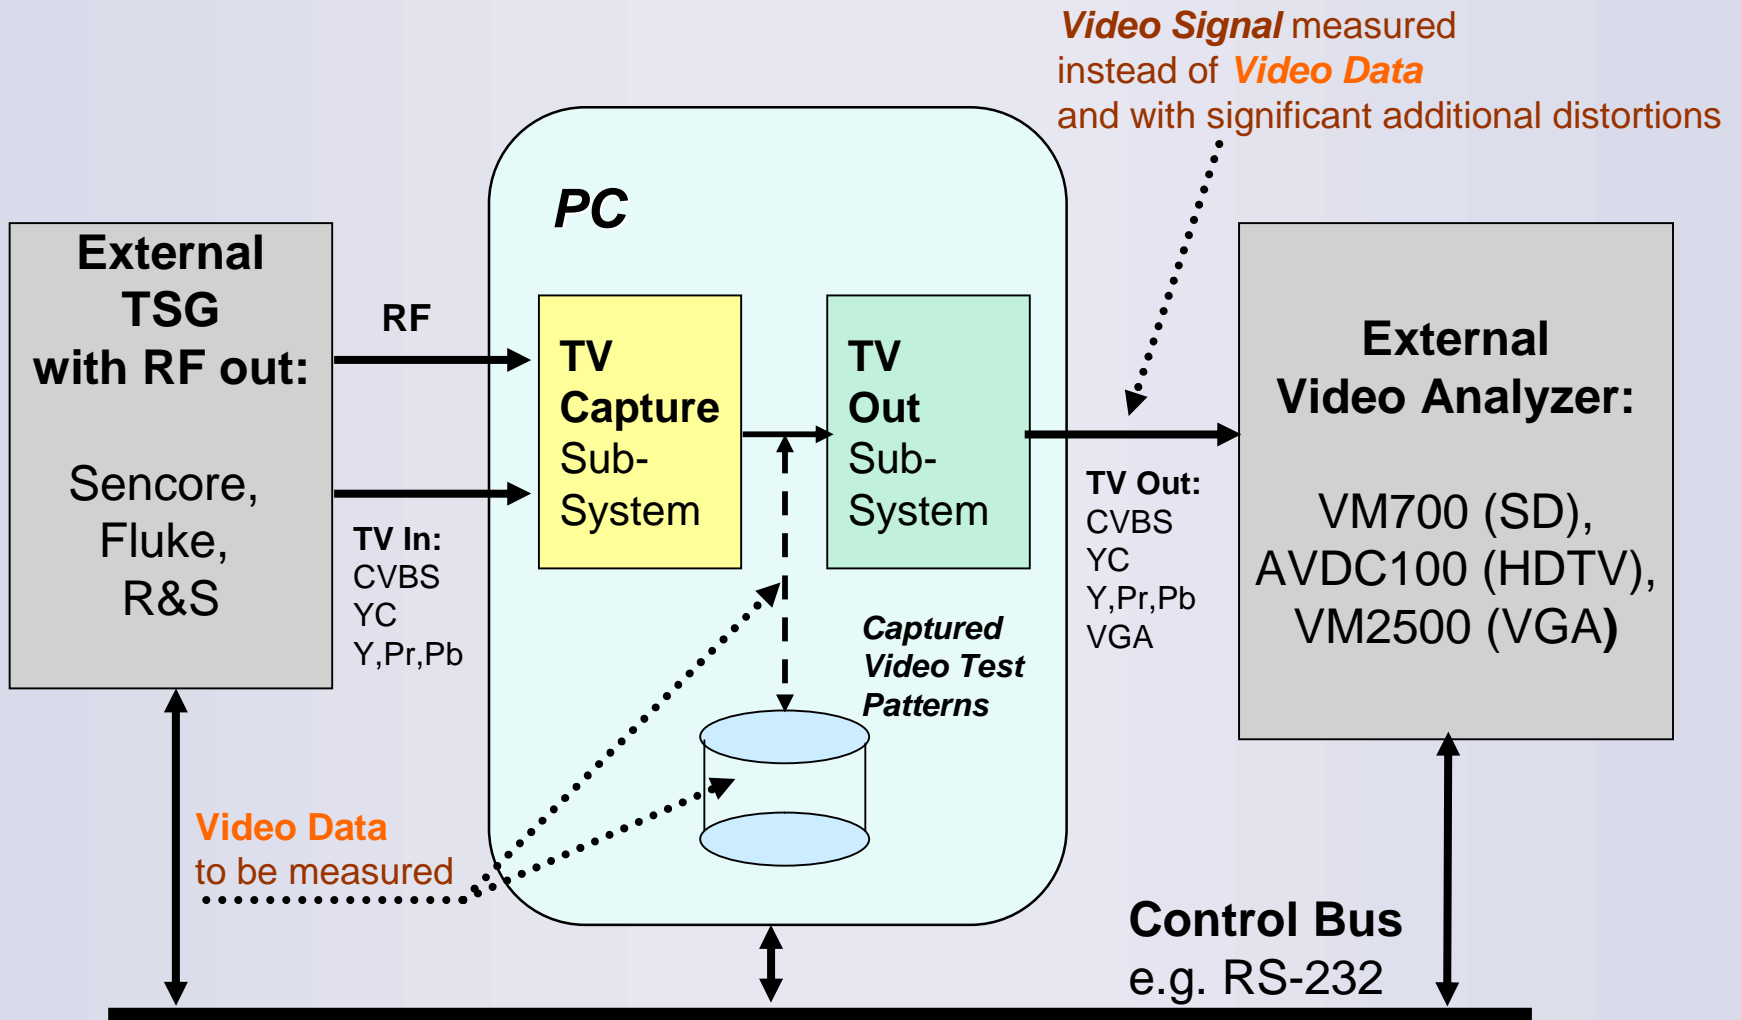 Video Signal measured
instead of Video Data
and with significant additional distortions
PC
External
TSG
with RF out:
Sencore,
Fluke,
R&S
RF
TV In:
CVBS
YC
Y,Pr,Pb
TV
Capture
Sub-
System
TV
Out
Sub-
System
Captured
Video Test
Patterns
TV Out:
CVBS
YC
Y,Pr,Pb
VGA
External
Video Analyzer:
VM700 (SD),
AVDC100 (HDTV),
VM2500 (VGA)
Video Data
to be measured
Control Bus
e.g. RS-232